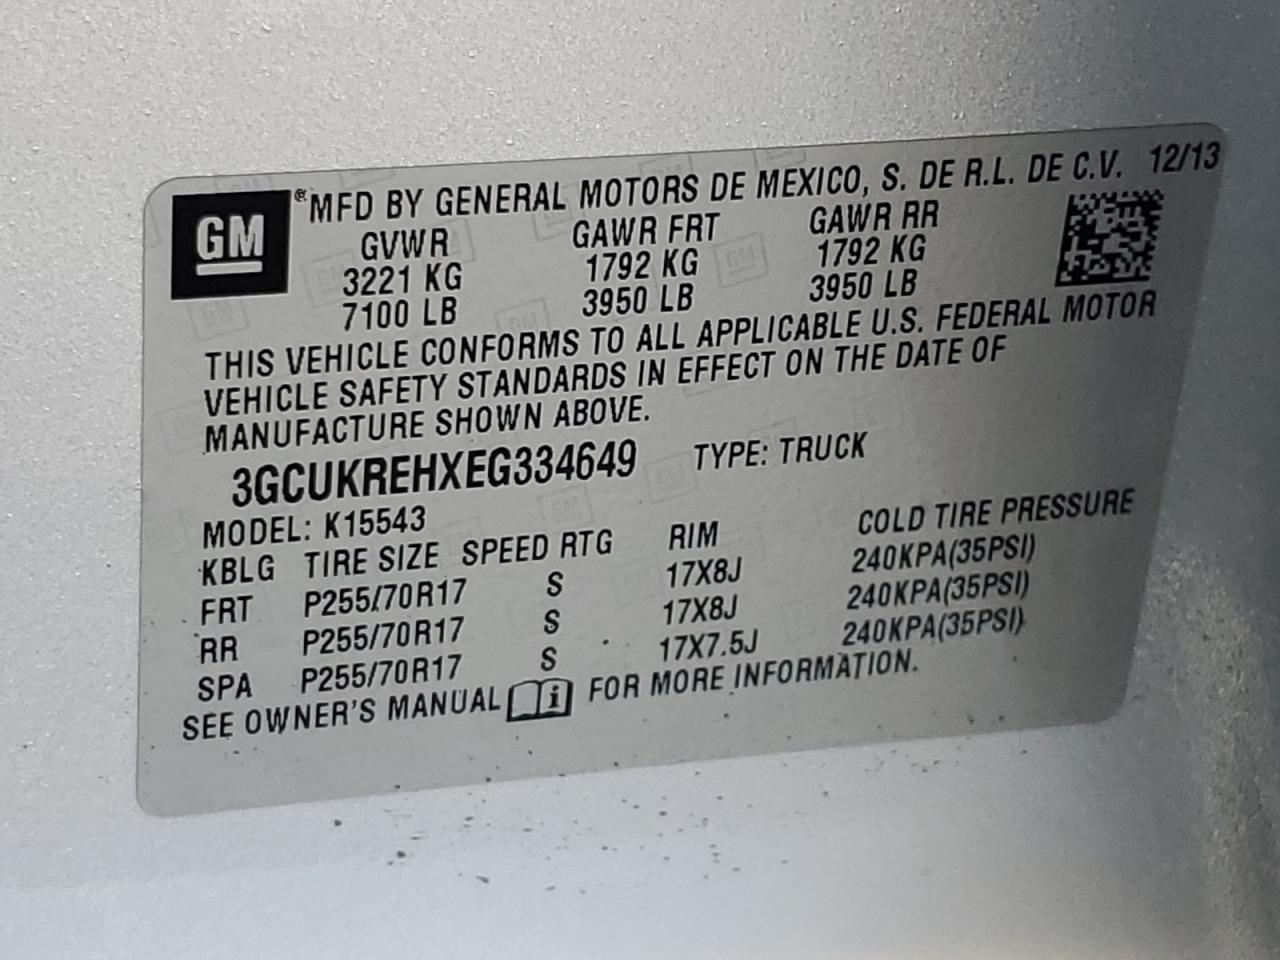 GM ® MFD BY GENERAL MOTORS DE MEXICO, S. DE R.L. DE C.V. 12/13
GVWR GAWR FRT GAWR RR
3221 KG 1792 KG 1792 KG
7100 LB 3950 LB 3950 LB
THIS VEHICLE CONFORMS TO ALL APPLICABLE U.S. FEDERAL MOTOR
VEHICLE SAFETY STANDARDS IN EFFECT ON THE DATE OF
MANUFACTURE SHOWN ABOVE.
3GCUKREHXEG334649 TYPE: TRUCK
MODEL: K15543
KBLG TIRE SIZE SPEED RTG RIM COLD TIRE PRESSURE
FRT P255/70R17 S 17X8J 240KPA(35PSI)
RR P255/70R17 S 17X8J 240KPA(35PSI)
SPA P255/70R17 S 17X7.5J 240KPA(35PSI)
SEE OWNER'S MANUAL i FOR MORE INFORMATION.